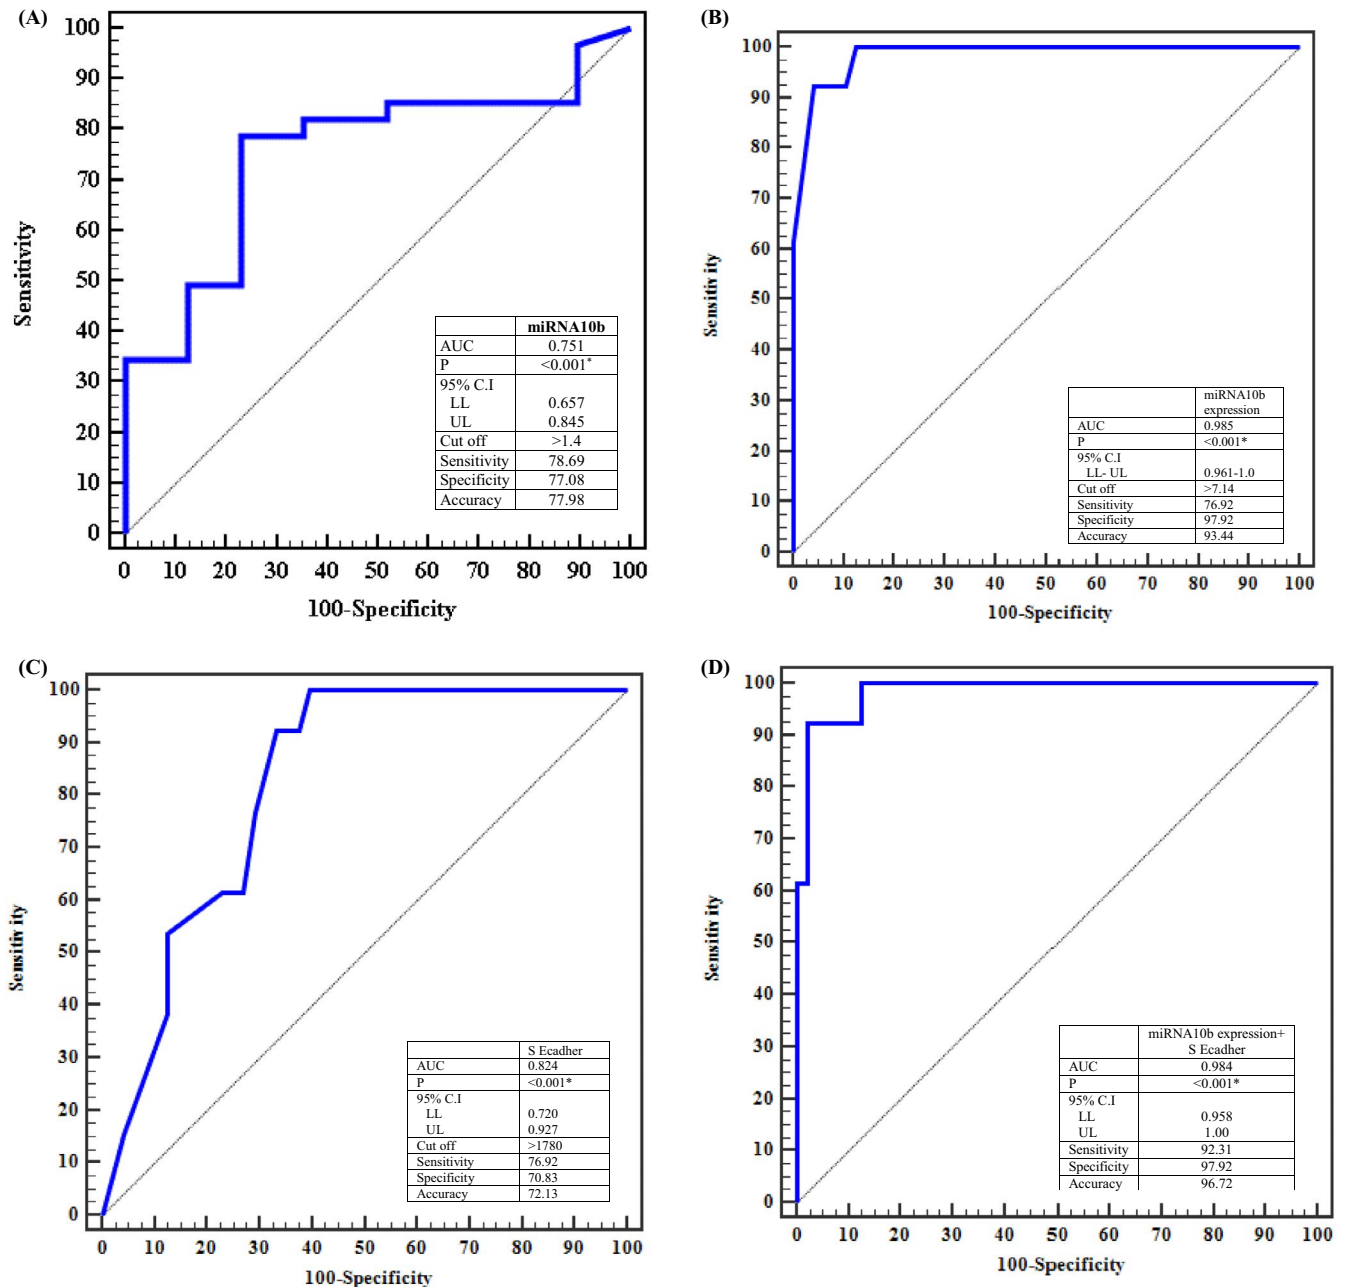 (A)
100
90
80
70
60
50
40
30
20
10
0
Sensitivity
0 10 20 30 40 50 60 70 80 90 100
100-Specificity
miRNA10b
AUC 0.751
P <0.001*
95% C.I
LL 0.657
UL 0.845
Cut off >1.4
Sensitivity 78.69
Specificity 77.08
Accuracy 77.98
(B)
100
90
80
70
60
50
40
30
20
10
0
Sensitivity
0 10 20 30 40 50 60 70 80 90 100
100-Specificity
miRNA10b
expression
AUC 0.985
P <0.001*
95% C.I
LL- UL 0.961-1.0
Cut off >7.14
Sensitivity 76.92
Specificity 97.92
Accuracy 93.44
(C)
100
90
80
70
60
50
40
30
20
10
0
Sensitivity
0 10 20 30 40 50 60 70 80 90 100
100-Specificity
S Ecadher
AUC 0.824
P <0.001*
95% C.I
LL 0.720
UL 0.927
Cut off >1780
Sensitivity 76.92
Specificity 70.83
Accuracy 72.13
(D)
100
90
80
70
60
50
40
30
20
10
0
Sensitivity
0 10 20 30 40 50 60 70 80 90 100
100-Specificity
miRNA10b expression+
S Ecadher
AUC 0.984
P <0.001*
95% C.I
LL 0.958
UL 1.00
Sensitivity 92.31
Specificity 97.92
Accuracy 96.72